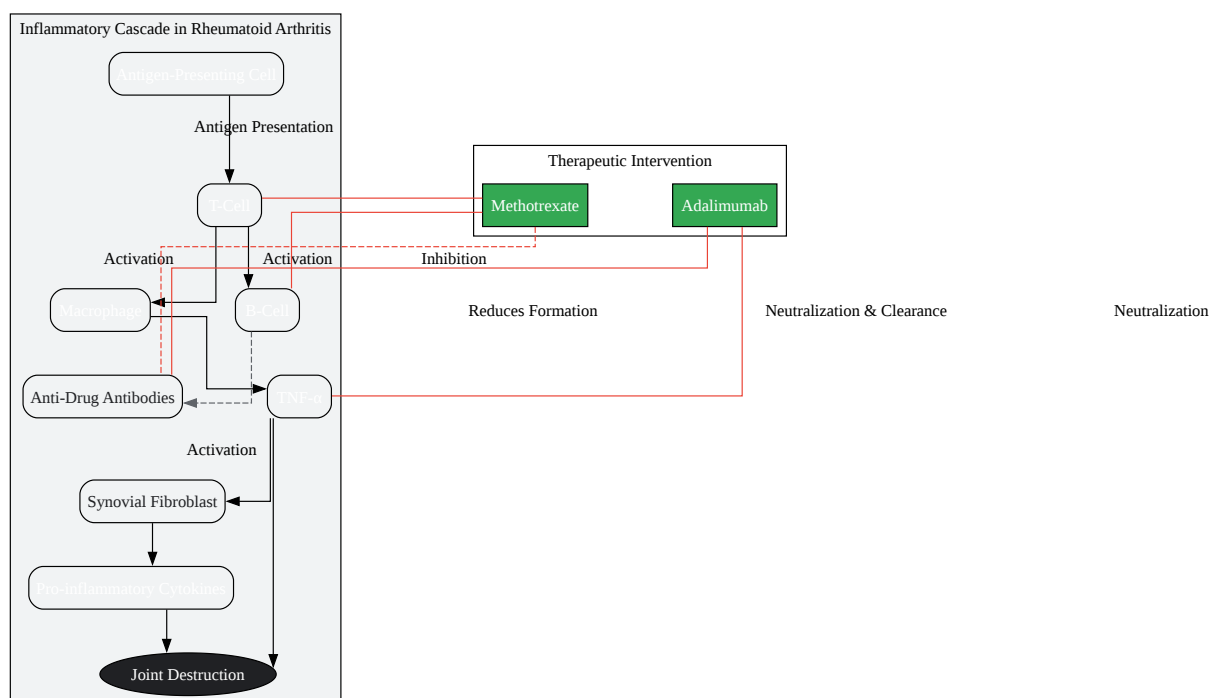 Inflammatory Cascade in Rheumatoid Arthritis
Antigen-Presenting Cell
Antigen Presentation
Therapeutic Intervention
T-Cell
Methotrexate
Adalimumab
Activation
Activation
Inhibition
Macrophage
B-Cell
Reduces Formation
Neutralization & Clearance
Neutralization
Anti-Drug Antibodies
TNF-α
Activation
Synovial Fibroblast
Pro-inflammatory Cytokines
Joint Destruction